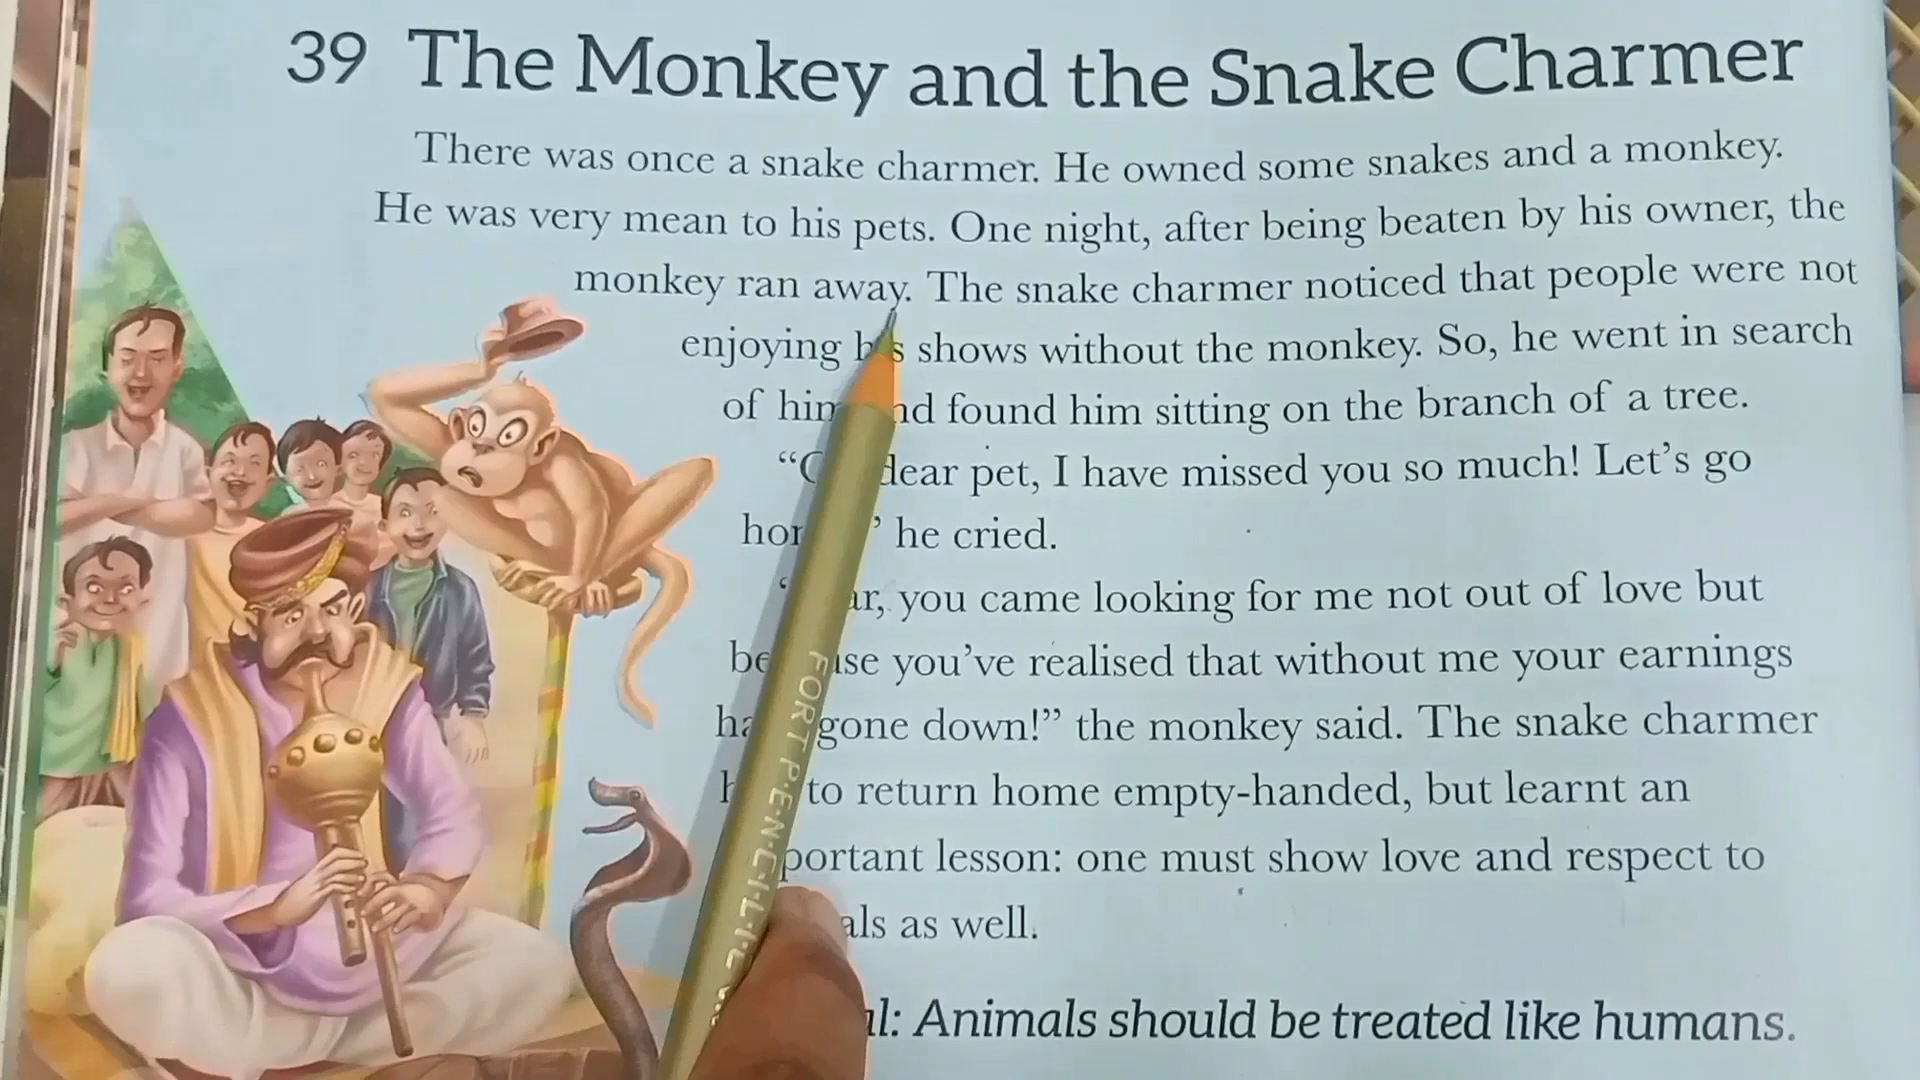 39 The Monkey and the Snake Charmer
There was once a snake charmer. He owned some snakes and a monkey.
He was very mean to his pets. One night, after being beaten by his owner, the
monkey ran away. The snake charmer noticed that people were not
enjoying his shows without the monkey. So, he went in search
of him and found him sitting on the branch of a tree.
dear pet, I have missed you so much! Let’s go
he cried.
you came looking for me not out of love but
because you’ve realised that without me your earnings
gone down!” the monkey said. The snake charmer
to return home empty-handed, but learnt an
important lesson: one must show love and respect to
as well.
Animals should be treated like humans.
FORT P-E-N-C-I-L-L-I-C